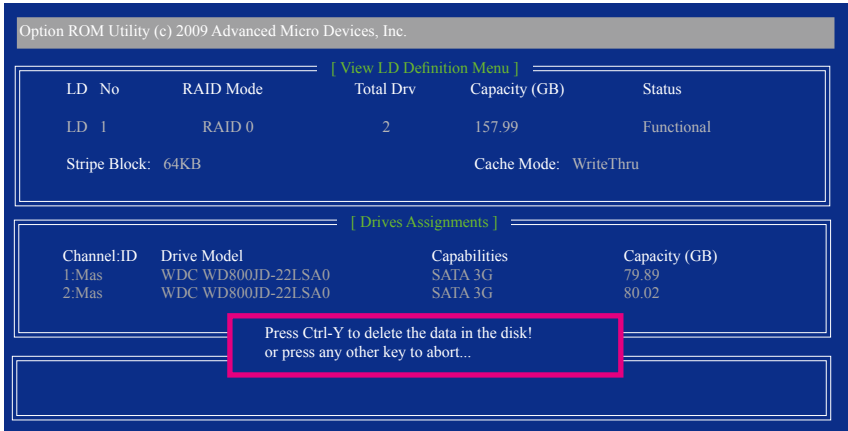 Option ROM Utility (c) 2009 Advanced Micro Devices, Inc.
[ View LD Definition Menu ]
LD No RAID Mode Total Drv Capacity (GB) Status
LD 1 RAID 0 2 157.99 Functional
Stripe Block: 64KB Cache Mode: WriteThru
[ Drives Assignments ]
Channel:ID Drive Model Capabilities Capacity (GB)
1:Mas WDC WD800JD-22LSA0 SATA 3G 79.89
2:Mas WDC WD800JD-22LSA0 SATA 3G 80.02
Press Ctrl-Y to delete the data in the disk!
or press any other key to abort...